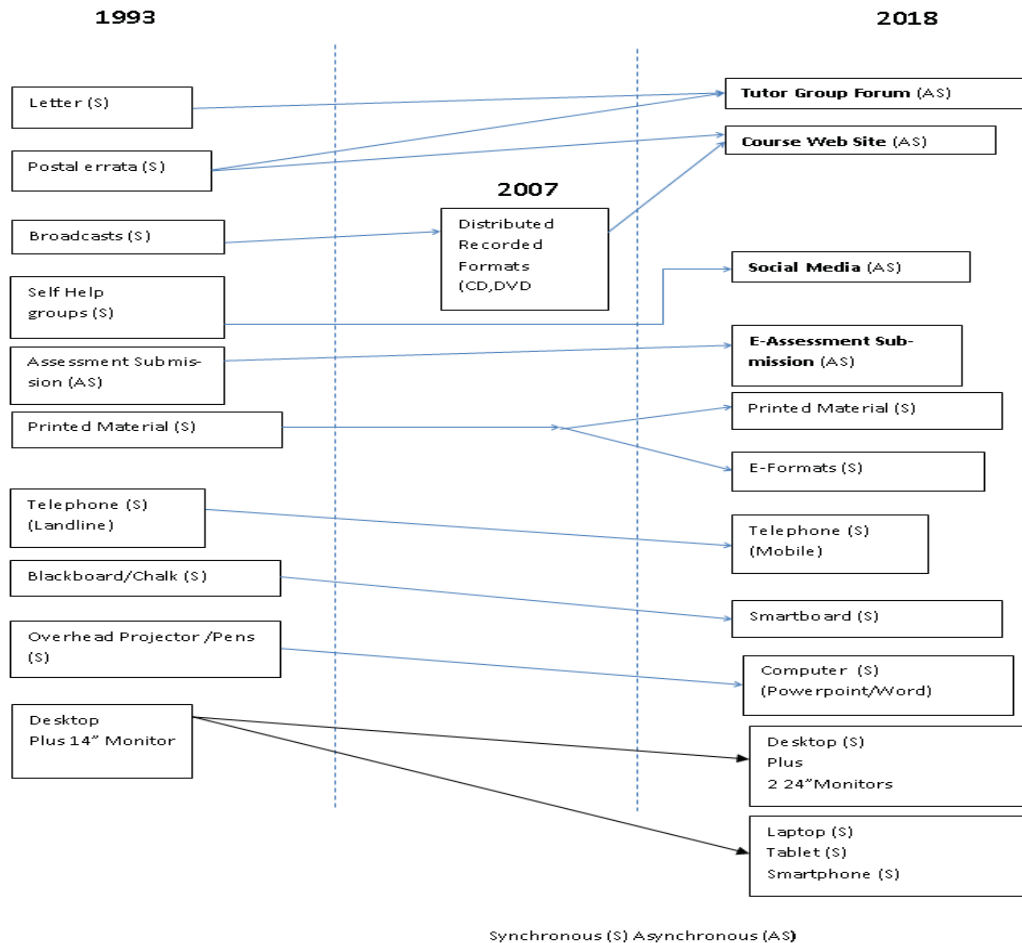 1993
2018
Letter (S)
Tutor Group Forum (AS)
Postal errata (S)
Course Web Site (AS)
2007
Broadcasts (S)
Distributed
Recorded
Formats
(CD,DVD
Self Help
groups (S)
Social Media (AS)
Assessment Submis-
sion (AS)
E-Assessment Sub-
mission (AS)
Printed Material (S)
Printed Material (S)
E-Formats (S)
Telephone (S)
(Landline)
Telephone (S)
(Mobile)
Blackboard/Chalk (S)
Smartboard (S)
Overhead Projector /Pens
(S)
Computer (S)
(Powerpoint/Word)
Desktop
Plus 14” Monitor
Desktop (S)
Plus
2 24”Monitors
Laptop (S)
Tablet (S)
Smartphone (S)
Synchronous (S) Asynchronous (AS)